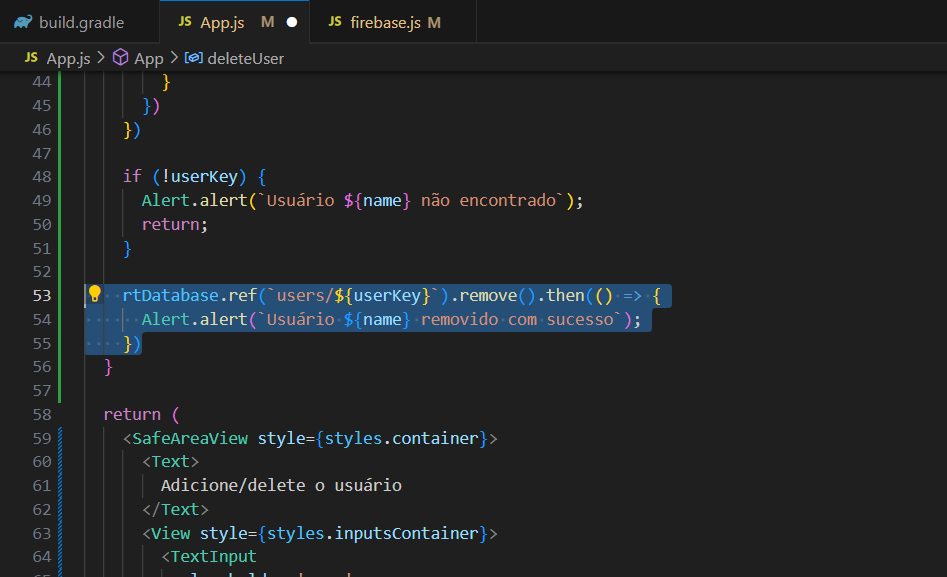 build.gradle JS App.js M JS firebase.js M
JS App.js > App > deleteUser
44 }
45 })
46 })
47
48 if (!userKey) {
49 Alert.alert(`Usuário ${name} não encontrado`);
50 return;
51 }
52
53 rtDatabase.ref(`users/${userKey}`).remove().then(() => {
54 Alert.alert(`Usuário ${name} removido com sucesso`);
55 })
56 }
57
58 return (
59 <SafeAreaView style={styles.container}>
60 <Text>
61 Adicione/delete o usuário
62 </Text>
63 <View style={styles.inputsContainer}>
64 <TextInput